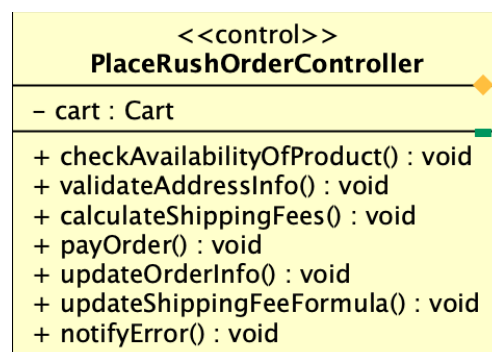 <<control>>
PlaceRushOrderController
- cart : Cart
+ checkAvailabilityOfProduct() : void
+ validateAddressInfo() : void
+ calculateShippingFees() : void
+ payOrder() : void
+ updateOrderInfo() : void
+ updateShippingFeeFormula() : void
+ notifyError() : void